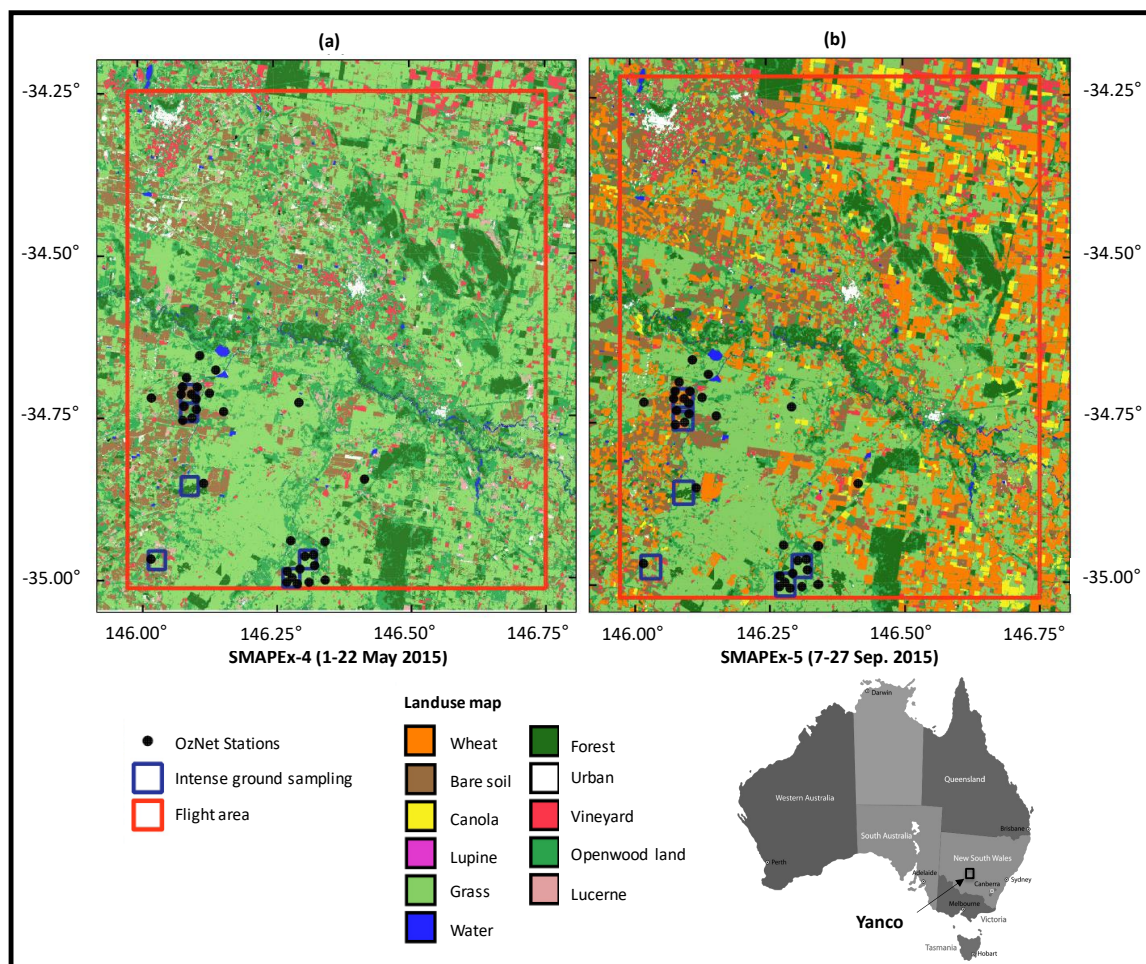 (a)
(b)
-34.25°
-34.50°
-34.75°
-35.00°
-34.25°
-34.50°
-34.75°
-35.00°
146.00°
146.25°
146.50°
146.75°
146.00°
146.25°
146.50°
146.75°
SMAPEx-4 (1-22 May 2015)
SMAPEx-5 (7-27 Sep. 2015)
OzNet Stations
Intense ground sampling
Flight area
Landuse map
Wheat
Bare soil
Canola
Lupine
Grass
Water
Forest
Urban
Vineyard
Openwood land
Lucerne
Darwin
Western Australia
Queensland
South Australia
Brisbane
New South Wales
Perth
Adelaide
Sydney
Canberra
Melbourne
Yanco
Victoria
Tasmania
Hobart